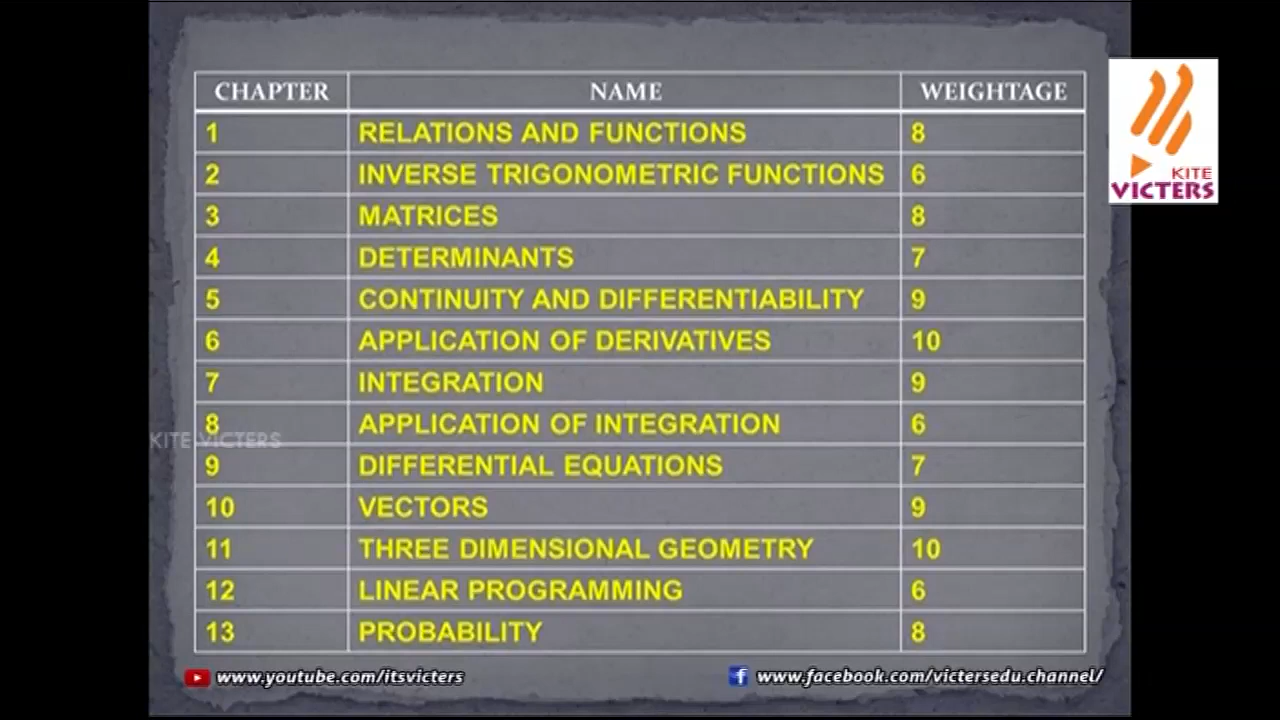 CHAPTER NAME WEIGHTAGE
1 RELATIONS AND FUNCTIONS 8
2 INVERSE TRIGONOMETRIC FUNCTIONS 6
3 MATRICES 8
4 DETERMINANTS 7
5 CONTINUITY AND DIFFERENTIABILITY 9
6 APPLICATION OF DERIVATIVES 10
7 INTEGRATION 9
8 APPLICATION OF INTEGRATION 6
9 DIFFERENTIAL EQUATIONS 7
10 VECTORS 9
11 THREE DIMENSIONAL GEOMETRY 10
12 LINEAR PROGRAMMING 6
13 PROBABILITY 8
KITE
VICTERS
KITE VICTERS
www.youtube.com/itsvicters www.facebook.com/victersedu.channel/